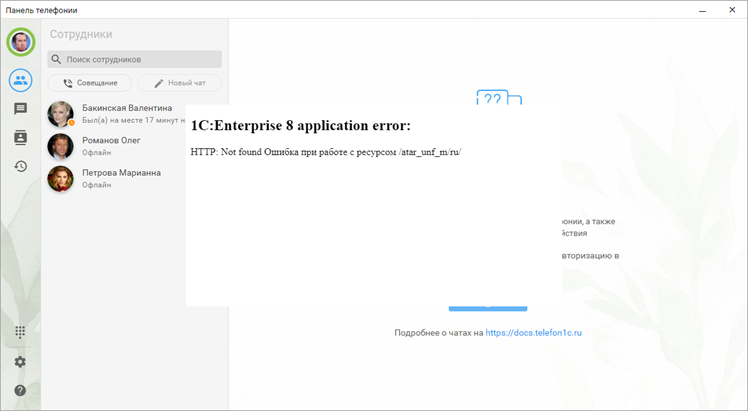 Панель телефонии
Сотрудники
Поиск сотрудников
Совещание
Новый чат
Бакинская Валентина
Был(а) на месте 17 минут н
Романов Олег
Офлайн
Петрова Марианна
Офлайн
??
1C:Enterprise 8 application error:
HTTP: Not found Ошибка при работе с ресурсом /atar_unf_m/ru/
онии, а также
йствия
вторизацию в
Подробнее о чатах на https://docs.telefon1c.ru